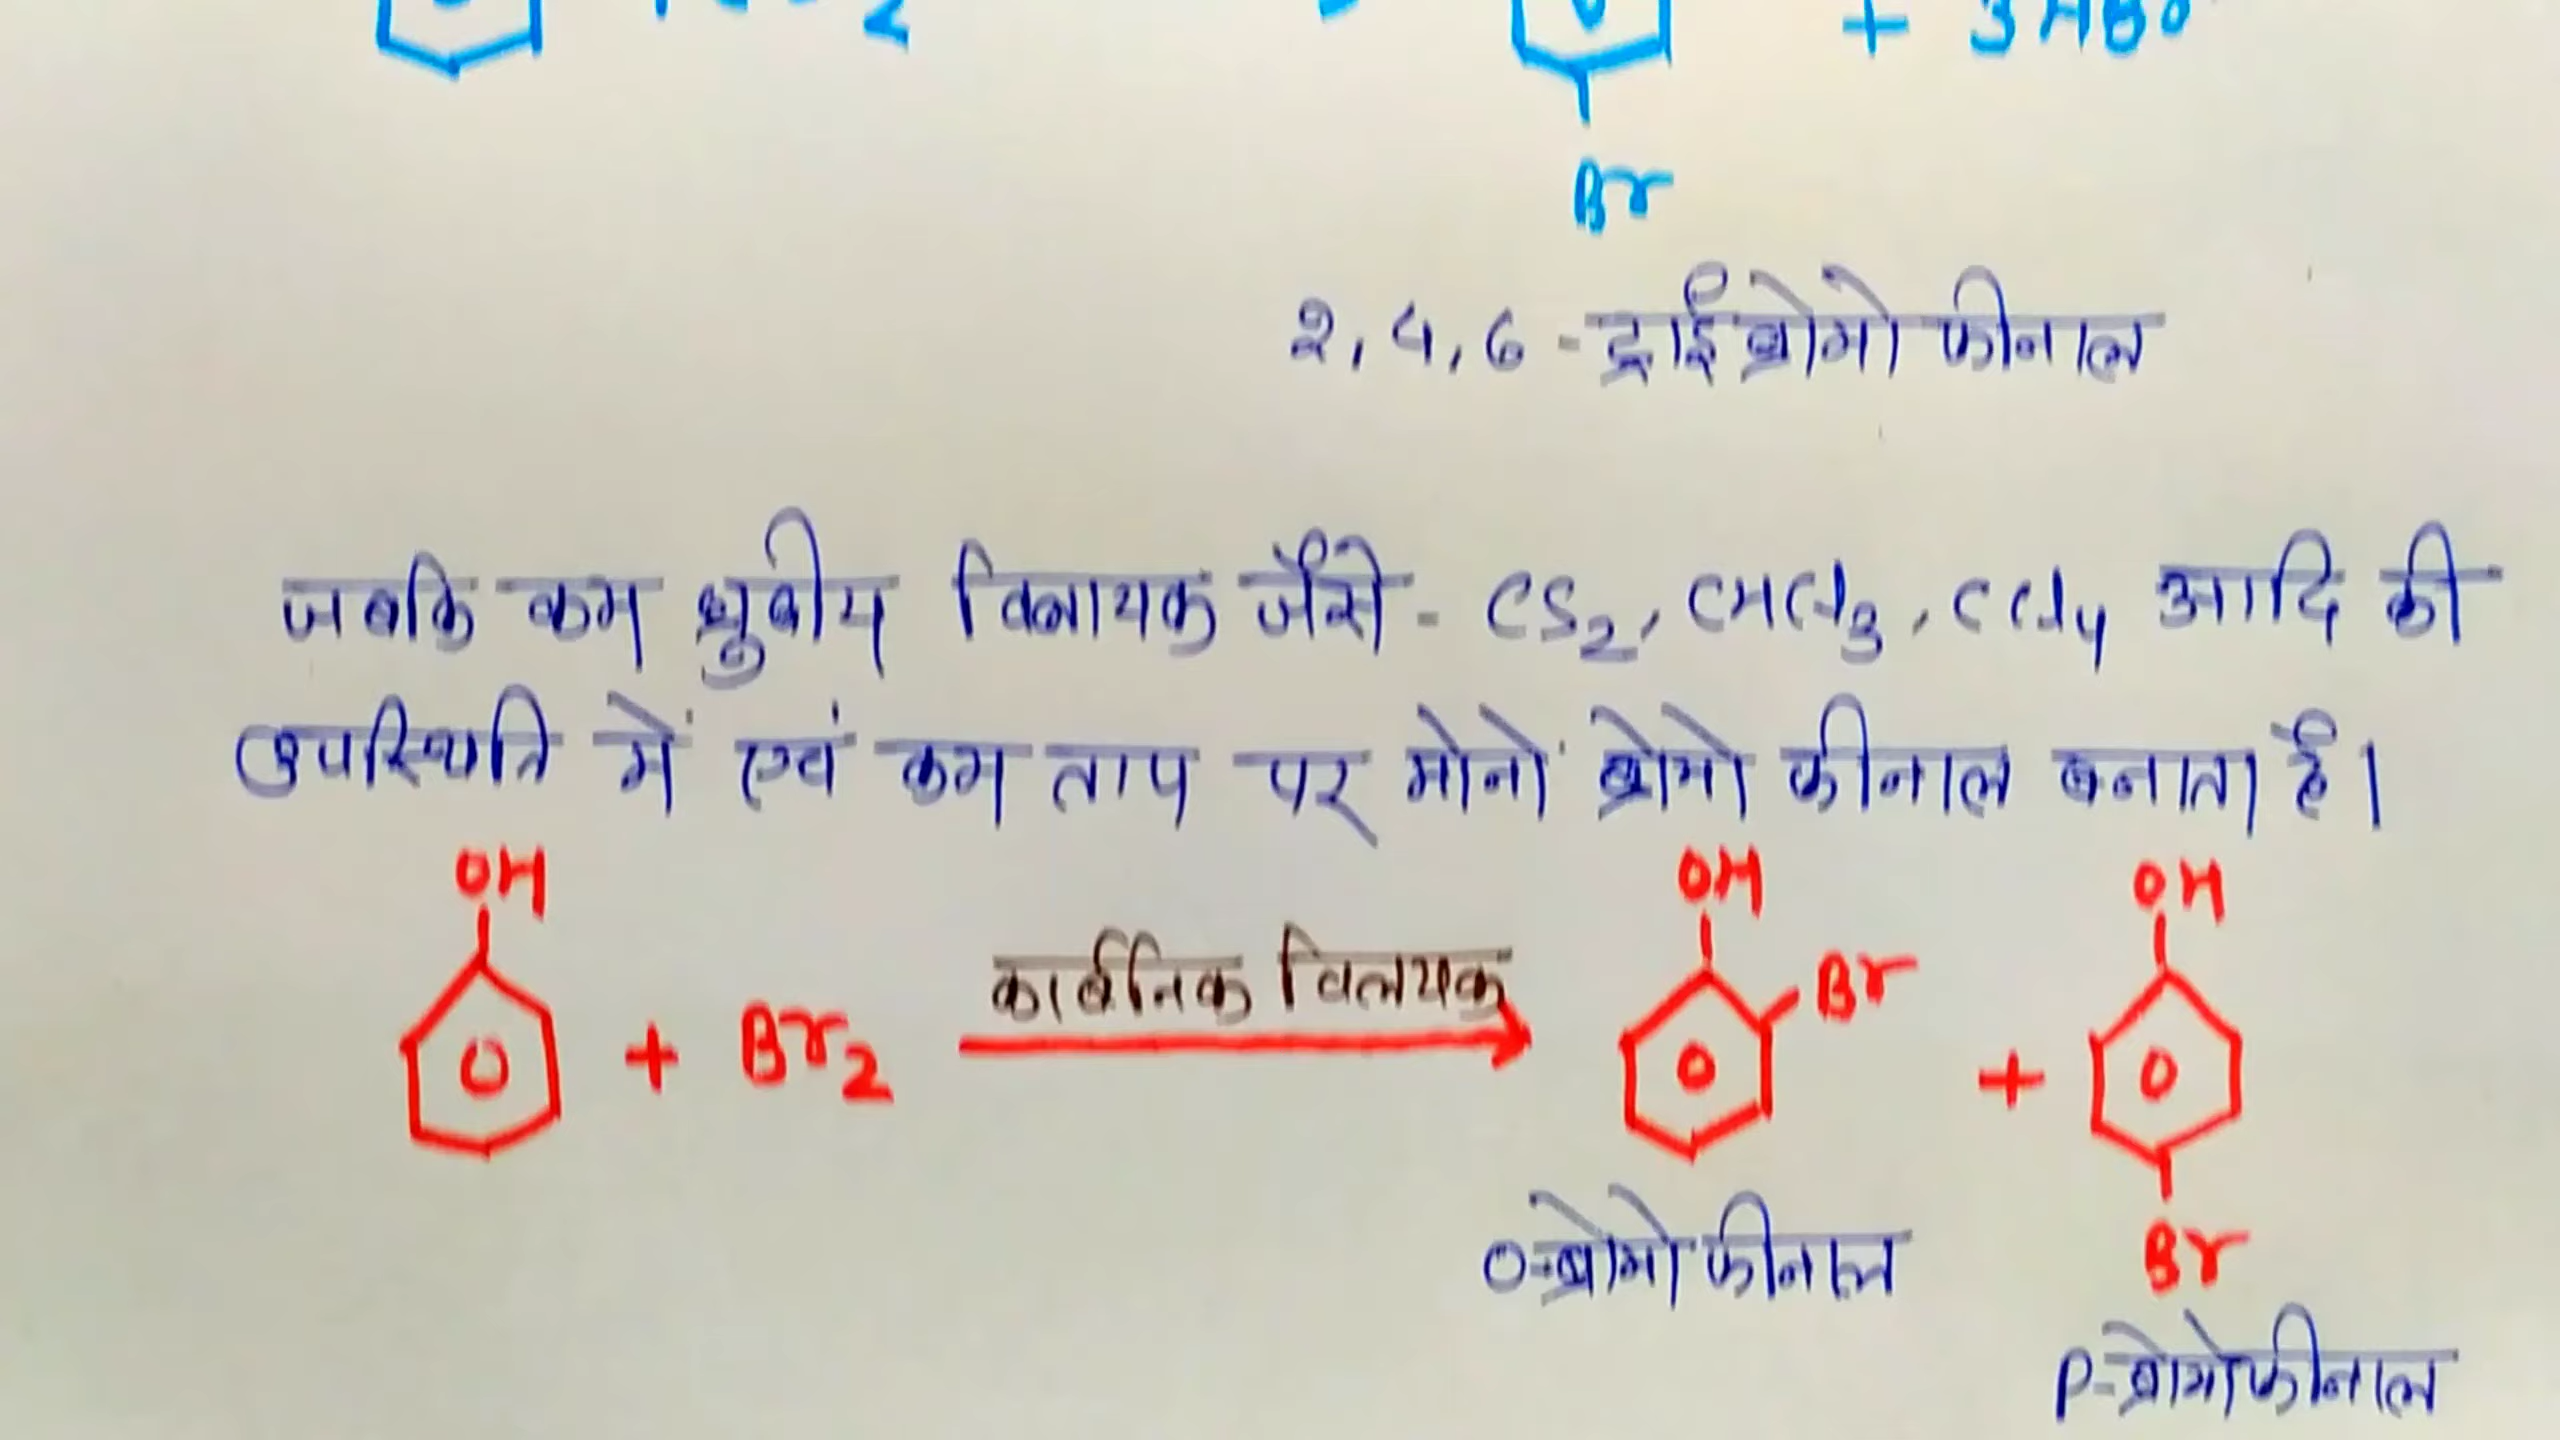 + 3HBr
Br
2, 4, 6 - ट्राईब्रोमो फीनाल
जबकि कम ध्रुवीय विलायक जैसे - CS2, CHCl3, CCl4 आदि की
उपस्थिति में एवं कम ताप पर मोनो ब्रोमो फीनाल बनाता है।
OH + Br2 कार्बनिक विलयक OH Br + OH
Br
O-ब्रोमो फीनाल
P-ब्रोमोफीनाल